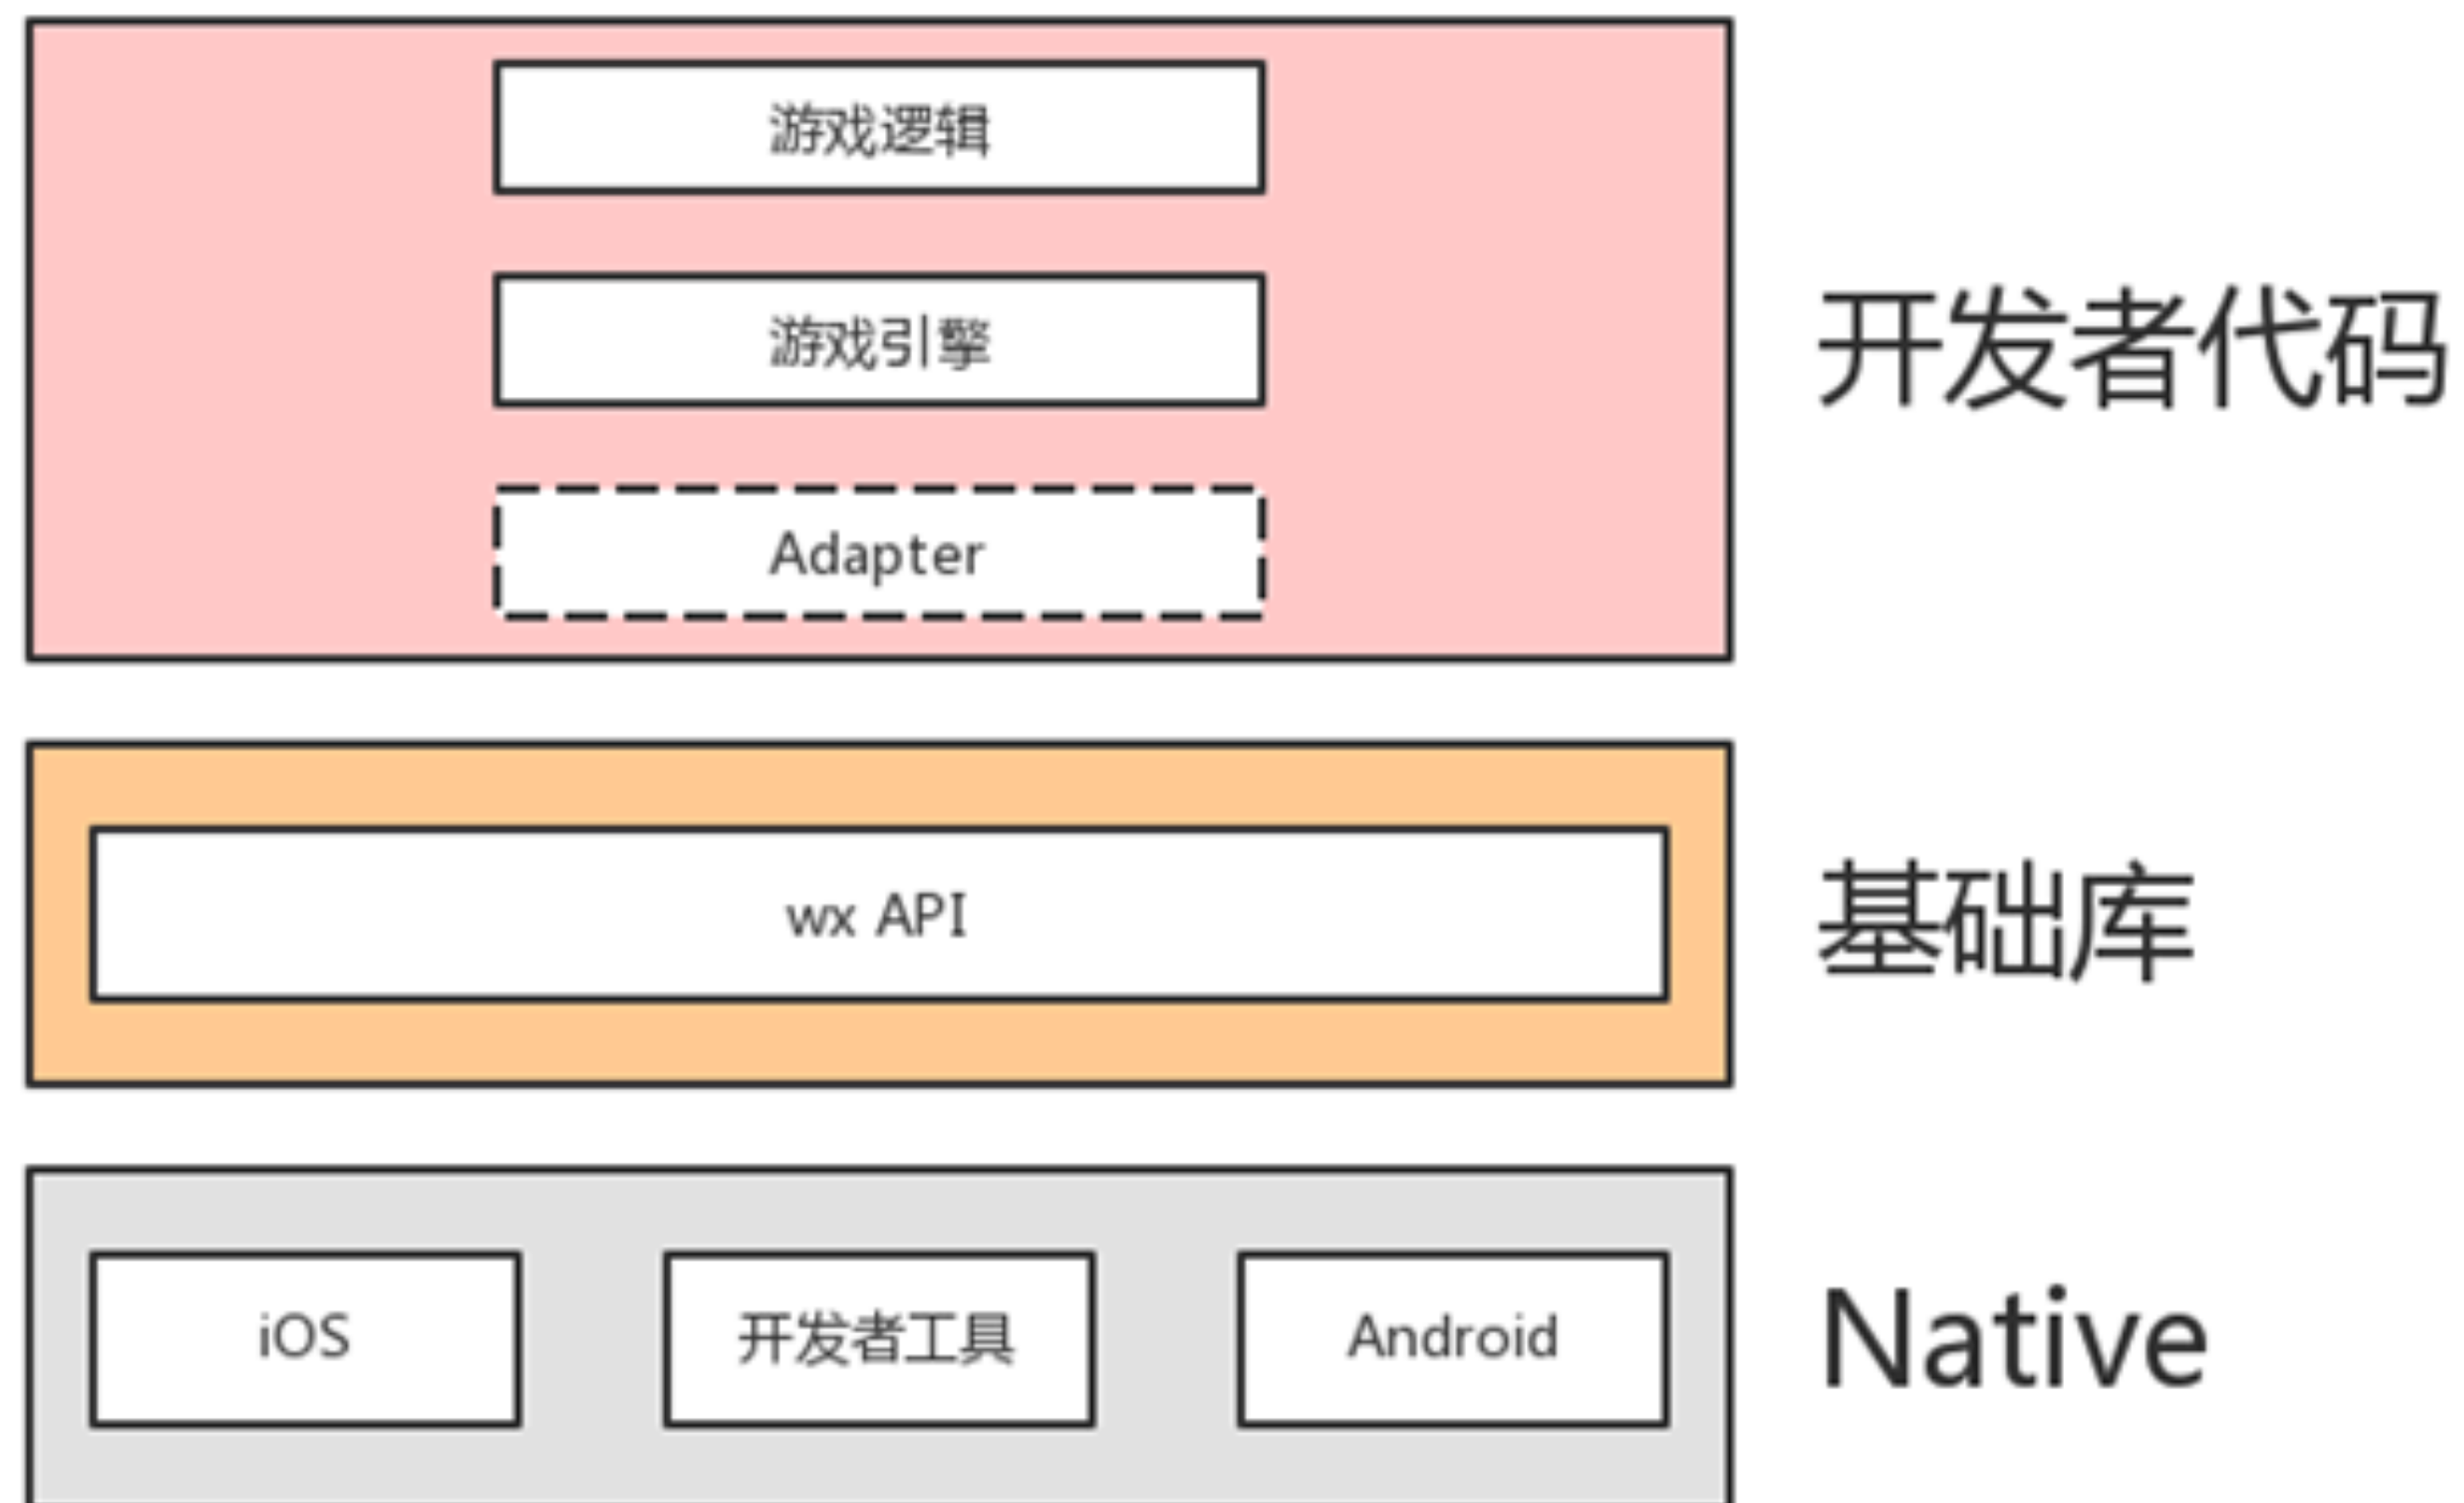 游戏逻辑
游戏引擎
Adapter
开发者代码
wx API
基础库
iOS
开发者工具
Android
Native